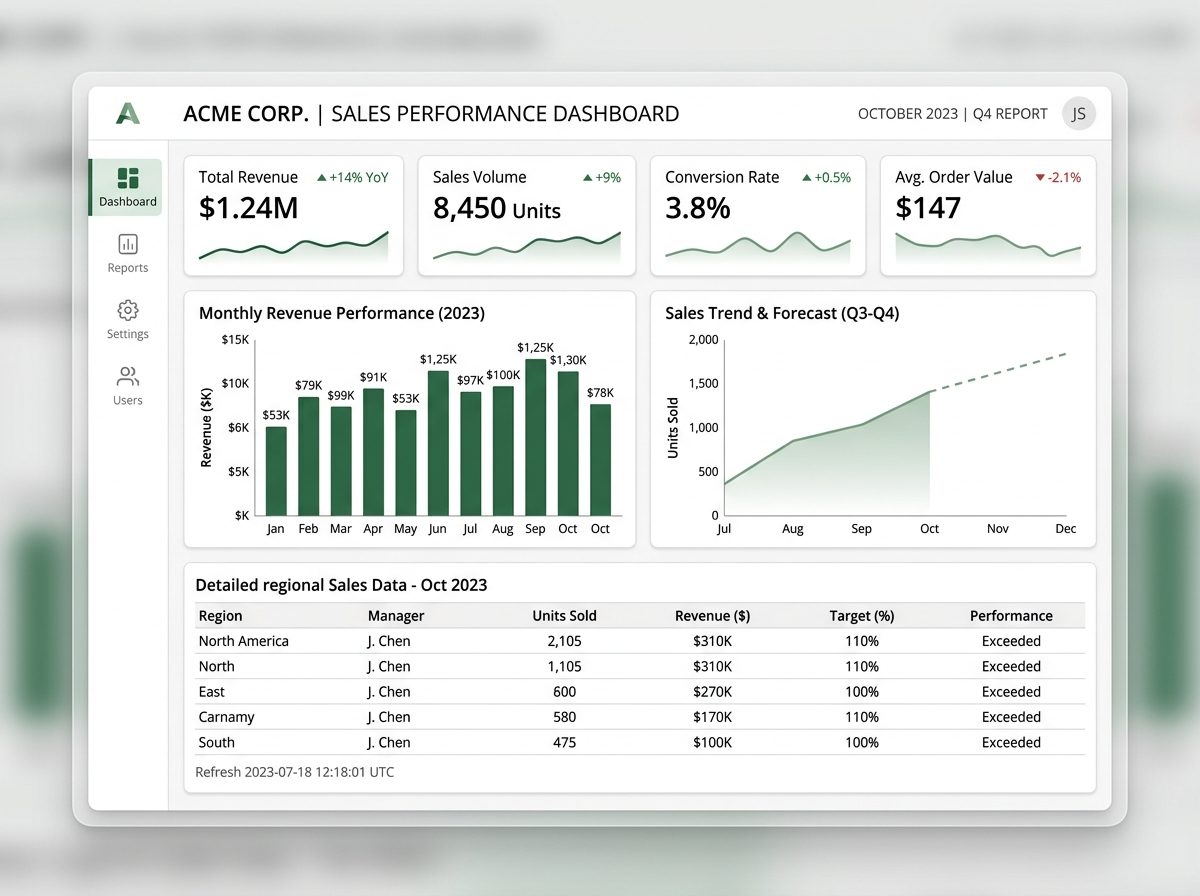 ACME CORP. | SALES PERFORMANCE DASHBOARD
OCTOBER 2023 | Q4 REPORT
JS
Dashboard
Reports
Settings
Users
Total Revenue ▲+14% YoY
$1.24M
Sales Volume ▲+9%
8,450 Units
Conversion Rate ▲+0.5%
3.8%
Avg. Order Value ▼-2.1%
$147
Monthly Revenue Performance (2023)
Revenue ($K)
$15K
$10K
$6K
$5K
$K
$53K
$79K
$99K
$91K
$53K
$1,25K
$97K
$100K
$1,25K
$1,30K
$78K
Jan Feb Mar Apr May Jun Jul Aug Sep Oct Oct
Sales Trend & Forecast (Q3-Q4)
Units Sold
2,000
1,500
1,000
500
0
Jul Aug Sep Oct Nov Dec
Detailed regional Sales Data - Oct 2023
Region Manager Units Sold Revenue ($) Target (%) Performance
North America J. Chen 2,105 $310K 110% Exceeded
North J. Chen 1,105 $310K 110% Exceeded
East J. Chen 600 $270K 100% Exceeded
Carnamy J. Chen 580 $170K 110% Exceeded
South J. Chen 475 $100K 100% Exceeded
Refresh 2023-07-18 12:18:01 UTC